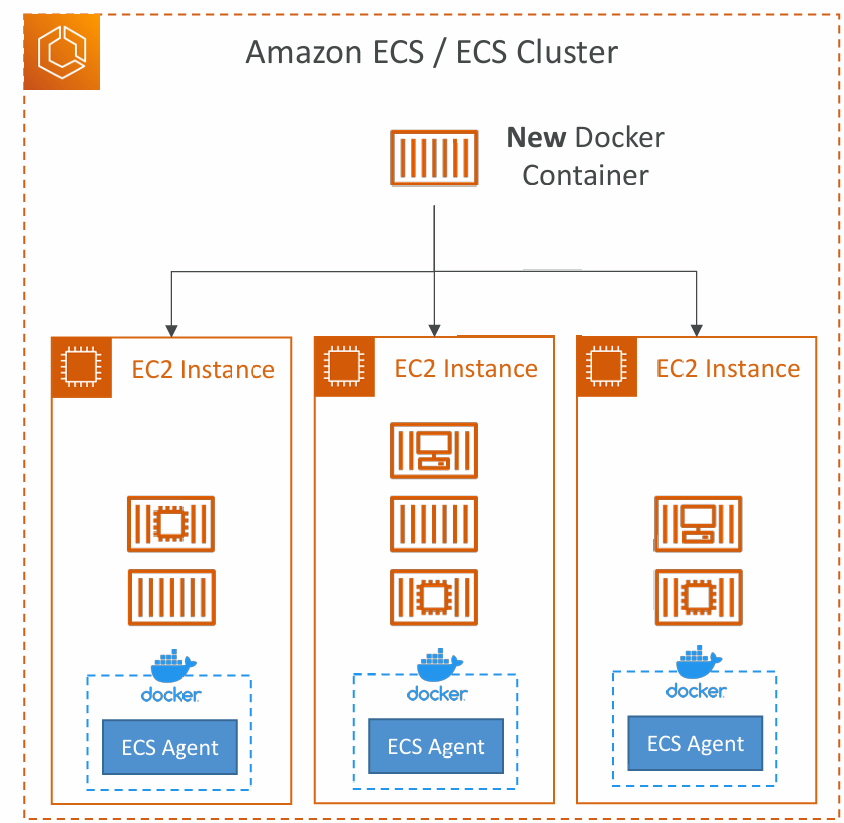 Amazon ECS / ECS Cluster
New Docker
Container
EC2 Instance
EC2 Instance
EC2 Instance
docker
docker
docker
ECS Agent
ECS Agent
ECS Agent